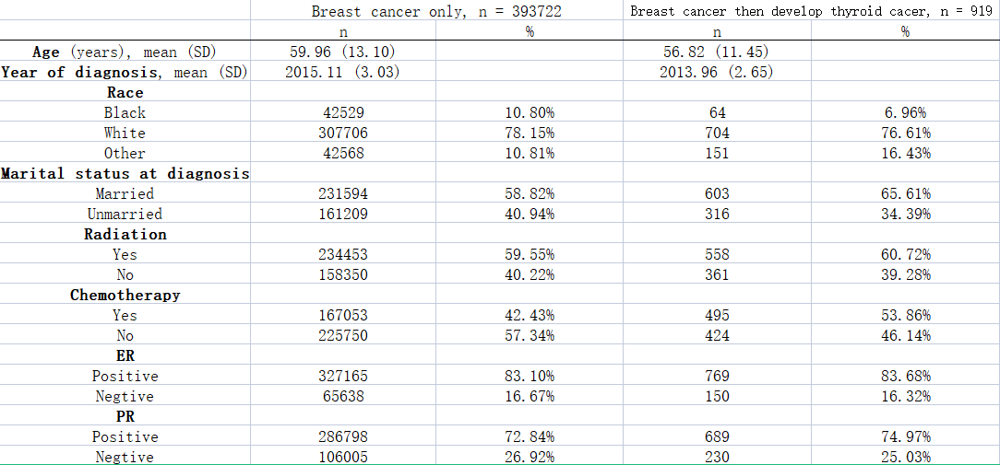 Breast cancer only, n = 393722 Breast cancer then develop thyroid cacer, n = 919
n % n %
Age (years), mean (SD) 59.96 (13.10) 56.82 (11.45)
Year of diagnosis, mean (SD) 2015.11 (3.03) 2013.96 (2.65)
Race
Black 42529 10.80% 64 6.96%
White 307706 78.15% 704 76.61%
Other 42568 10.81% 151 16.43%
Marital status at diagnosis
Married 231594 58.82% 603 65.61%
Unmarried 161209 40.94% 316 34.39%
Radiation
Yes 234453 59.55% 558 60.72%
No 158350 40.22% 361 39.28%
Chemotherapy
Yes 167053 42.43% 495 53.86%
No 225750 57.34% 424 46.14%
ER
Positive 327165 83.10% 769 83.68%
Negtive 65638 16.67% 150 16.32%
PR
Positive 286798 72.84% 689 74.97%
Negtive 106005 26.92% 230 25.03%